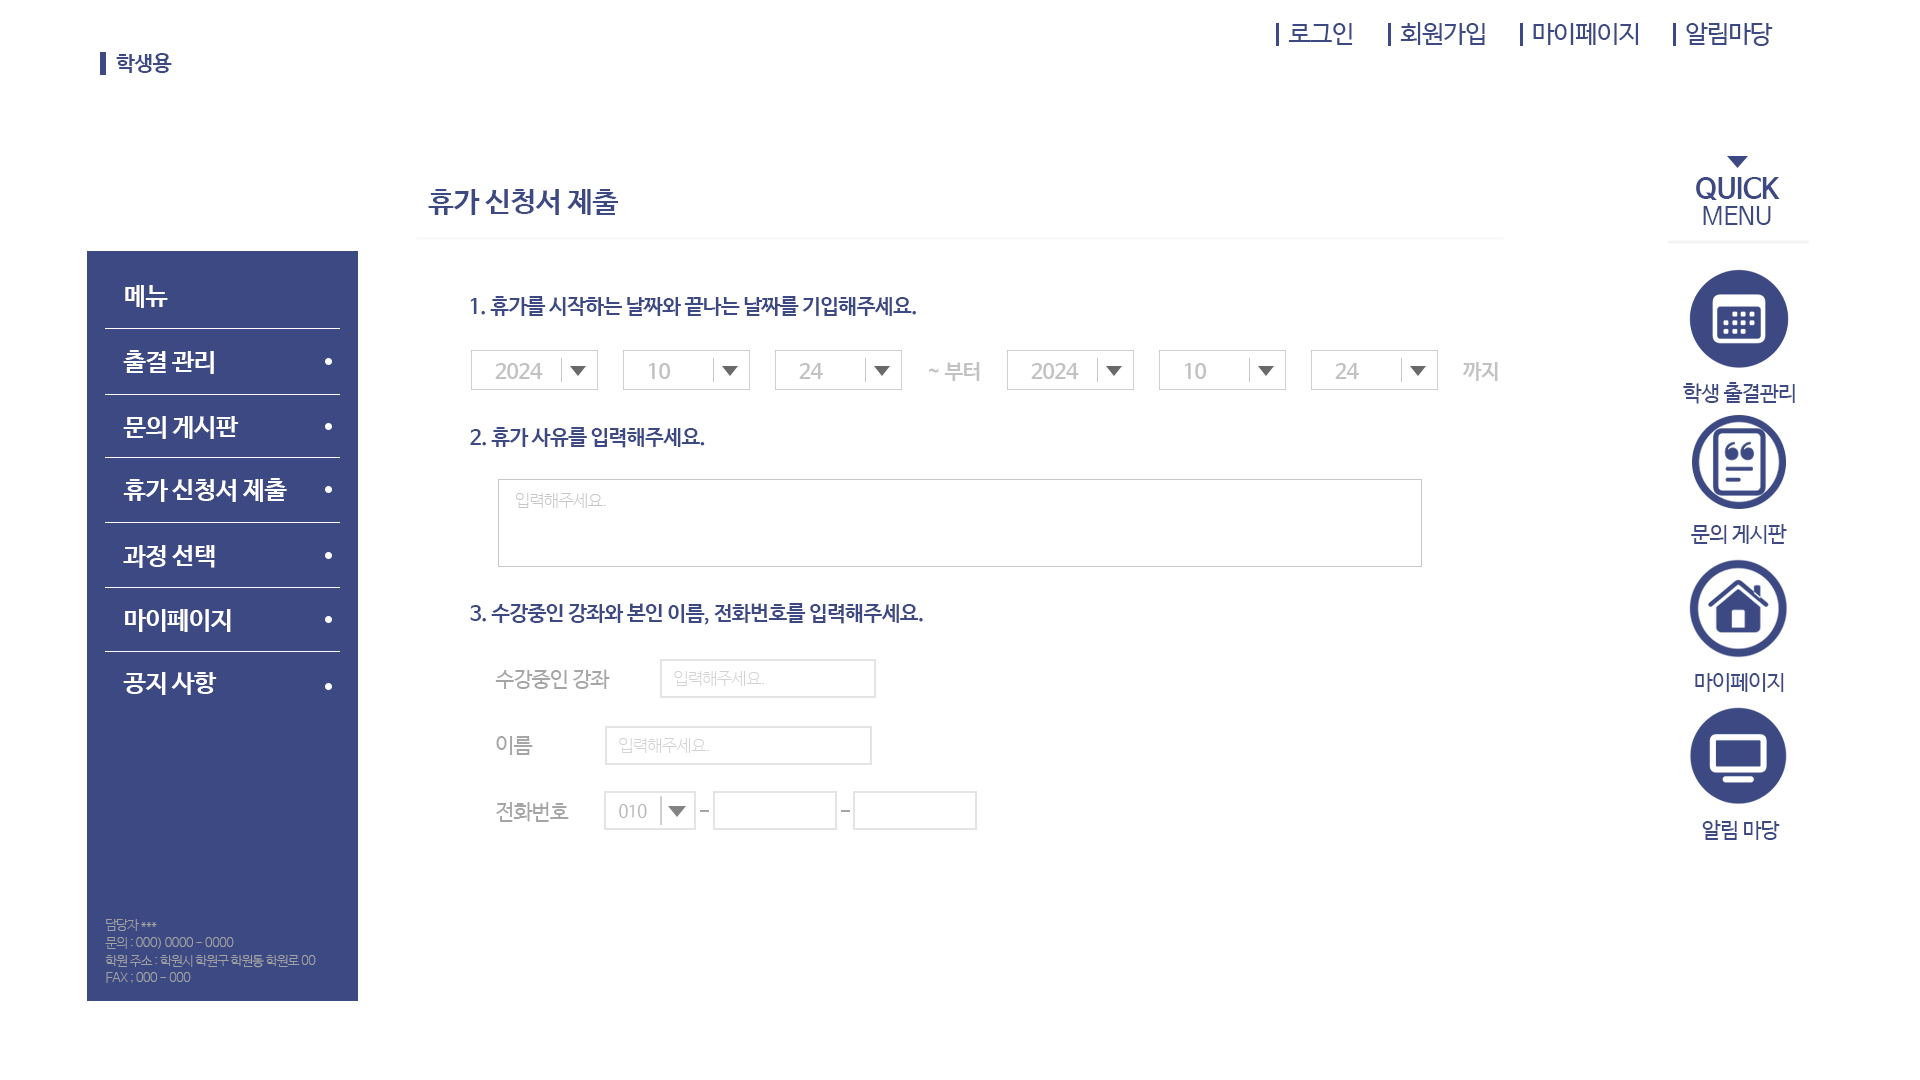 로그인 회원가입 마이페이지 알림마당
학생용
QUICK
MENU
휴가 신청서 제출
메뉴
출결 관리
문의 게시판
휴가 신청서 제출
과정 선택
마이페이지
공지 사항
담당자 ***
문의 : 000) 0000 - 0000
학원 주소 : 학원시 학원구 학원동 학원로 00
FAX ; 000 - 000
1. 휴가를 시작하는 날짜와 끝나는 날짜를 기입해주세요.
2024 10 24 ~ 부터 2024 10 24 까지
2. 휴가 사유를 입력해주세요.
입력해주세요.
3. 수강중인 강좌와 본인 이름, 전화번호를 입력해주세요.
수강중인 강좌 입력해주세요.
이름 입력해주세요.
전화번호 010 - -
학생 출결관리
문의 게시판
마이페이지
알림 마당